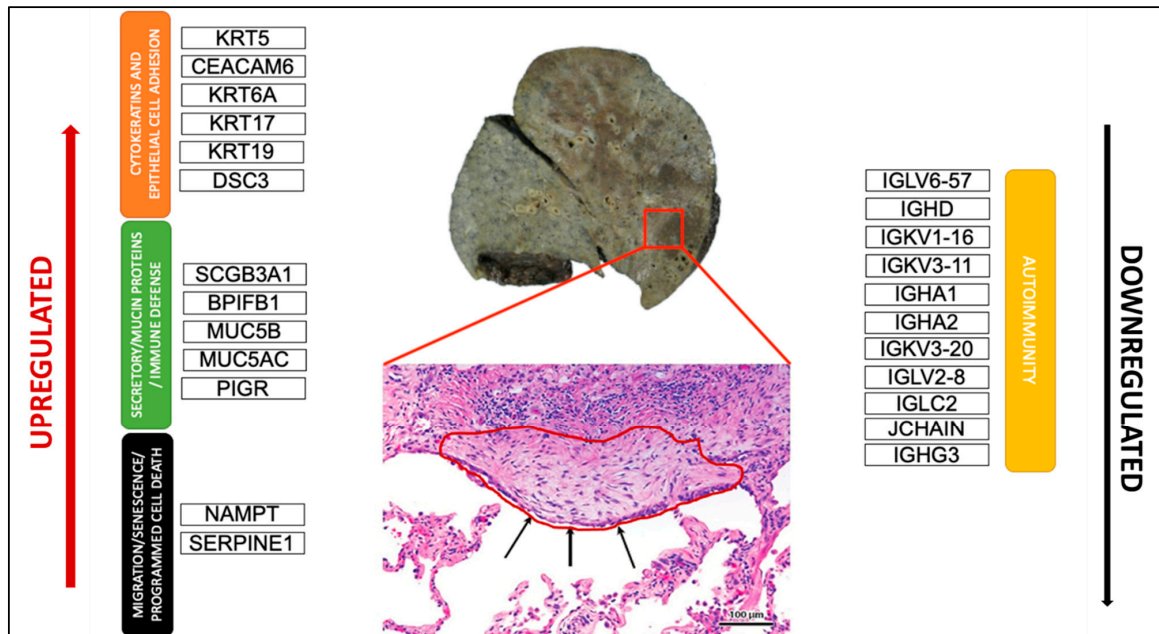 UPREGULATED
CYTOKERATINS AND
EPITHELIAL CELL ADHESION
KRT5
CEACAM6
KRT6A
KRT17
KRT19
DSC3
SECRETORY/MUCIN PROTEINS
/ IMMUNE DEFENSE
SCGB3A1
BPIFB1
MUC5B
MUC5AC
PIGR
MIGRATION/SENESCENCE/
PROGRAMMED CELL DEATH
NAMPT
SERPINE1
100 µm
IGLV6-57
IGHD
IGKV1-16
IGKV3-11
IGHA1
IGHA2
IGKV3-20
IGLV2-8
IGLC2
JCHAIN
IGHG3
AUTOIMMUNITY
DOWNREGULATED